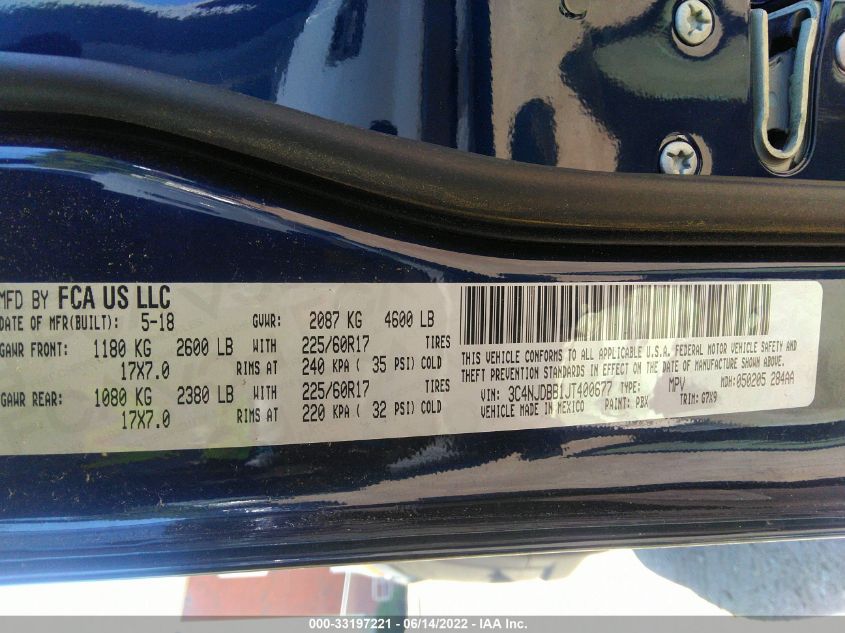 MFD BY FCA US LLC
DATE OF MFR(BUILT): 5-18 GVWR: 2087 KG 4600 LB
GAWR FRONT: 1180 KG 2600 LB WITH 225/60R17 TIRES
17X7.0 RIMS AT 240 KPA ( 35 PSI) COLD
GAWR REAR: 1080 KG 2380 LB WITH 225/60R17 TIRES
17X7.0 RIMS AT 220 KPA ( 32 PSI) COLD
THIS VEHICLE CONFORMS TO ALL APPLICABLE U.S.A. FEDERAL MOTOR VEHICLE SAFETY AND
THEFT PREVENTION STANDARDS IN EFFECT ON THE DATE OF MANUFACTURE SHOWN ABOVE.
VIN: 3C4NJDBB1JT400677 TYPE: MPV MDH:050205 284AA
VEHICLE MADE IN MEXICO PAINT: PBX TRIM: G7X9
000-33197221 - 06/14/2022 - IAA Inc.